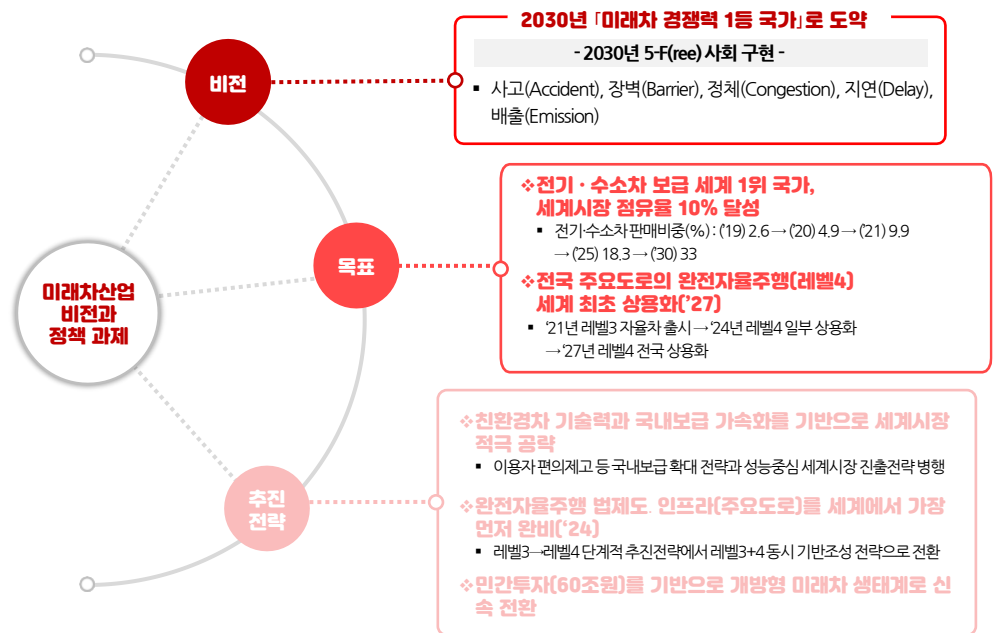 미래차산업
비전과
정책 과제
비전
2030년 「미래차 경쟁력 1등 국가」로 도약
- 2030년 5-F(ree) 사회 구현 -
▪ 사고(Accident), 장벽(Barrier), 정체(Congestion), 지연(Delay),
배출(Emission)
목표
❖전기ㆍ수소차 보급 세계 1위 국가,
세계시장 점유율 10% 달성
▪ 전기·수소차 판매비중(%) : (‘19) 2.6 → (‘20) 4.9 → (‘21) 9.9
→ (‘25) 18.3 → (‘30) 33
❖전국 주요도로의 완전자율주행(레벨4)
세계 최초 상용화(’27)
▪ ‘21년 레벨3 자율차 출시 → ‘24년 레벨4 일부 상용화
→ ‘27년 레벨4 전국 상용화
추진
전략
❖친환경차 기술력과 국내보급 가속화를 기반으로 세계시장
적극 공략
▪ 이용자 편의제고 등 국내보급 확대 전략과 성능중심 세계시장 진출전략 병행
❖완전자율주행 법제도. 인프라(주요도로)를 세계에서 가장
먼저 완비(‘24)
▪ 레벨3→레벨4 단계적 추진전략에서 레벨3+4 동시 기반조성 전략으로 전환
❖민간투자(60조원)를 기반으로 개방형 미래차 생태계로 신
속 전환